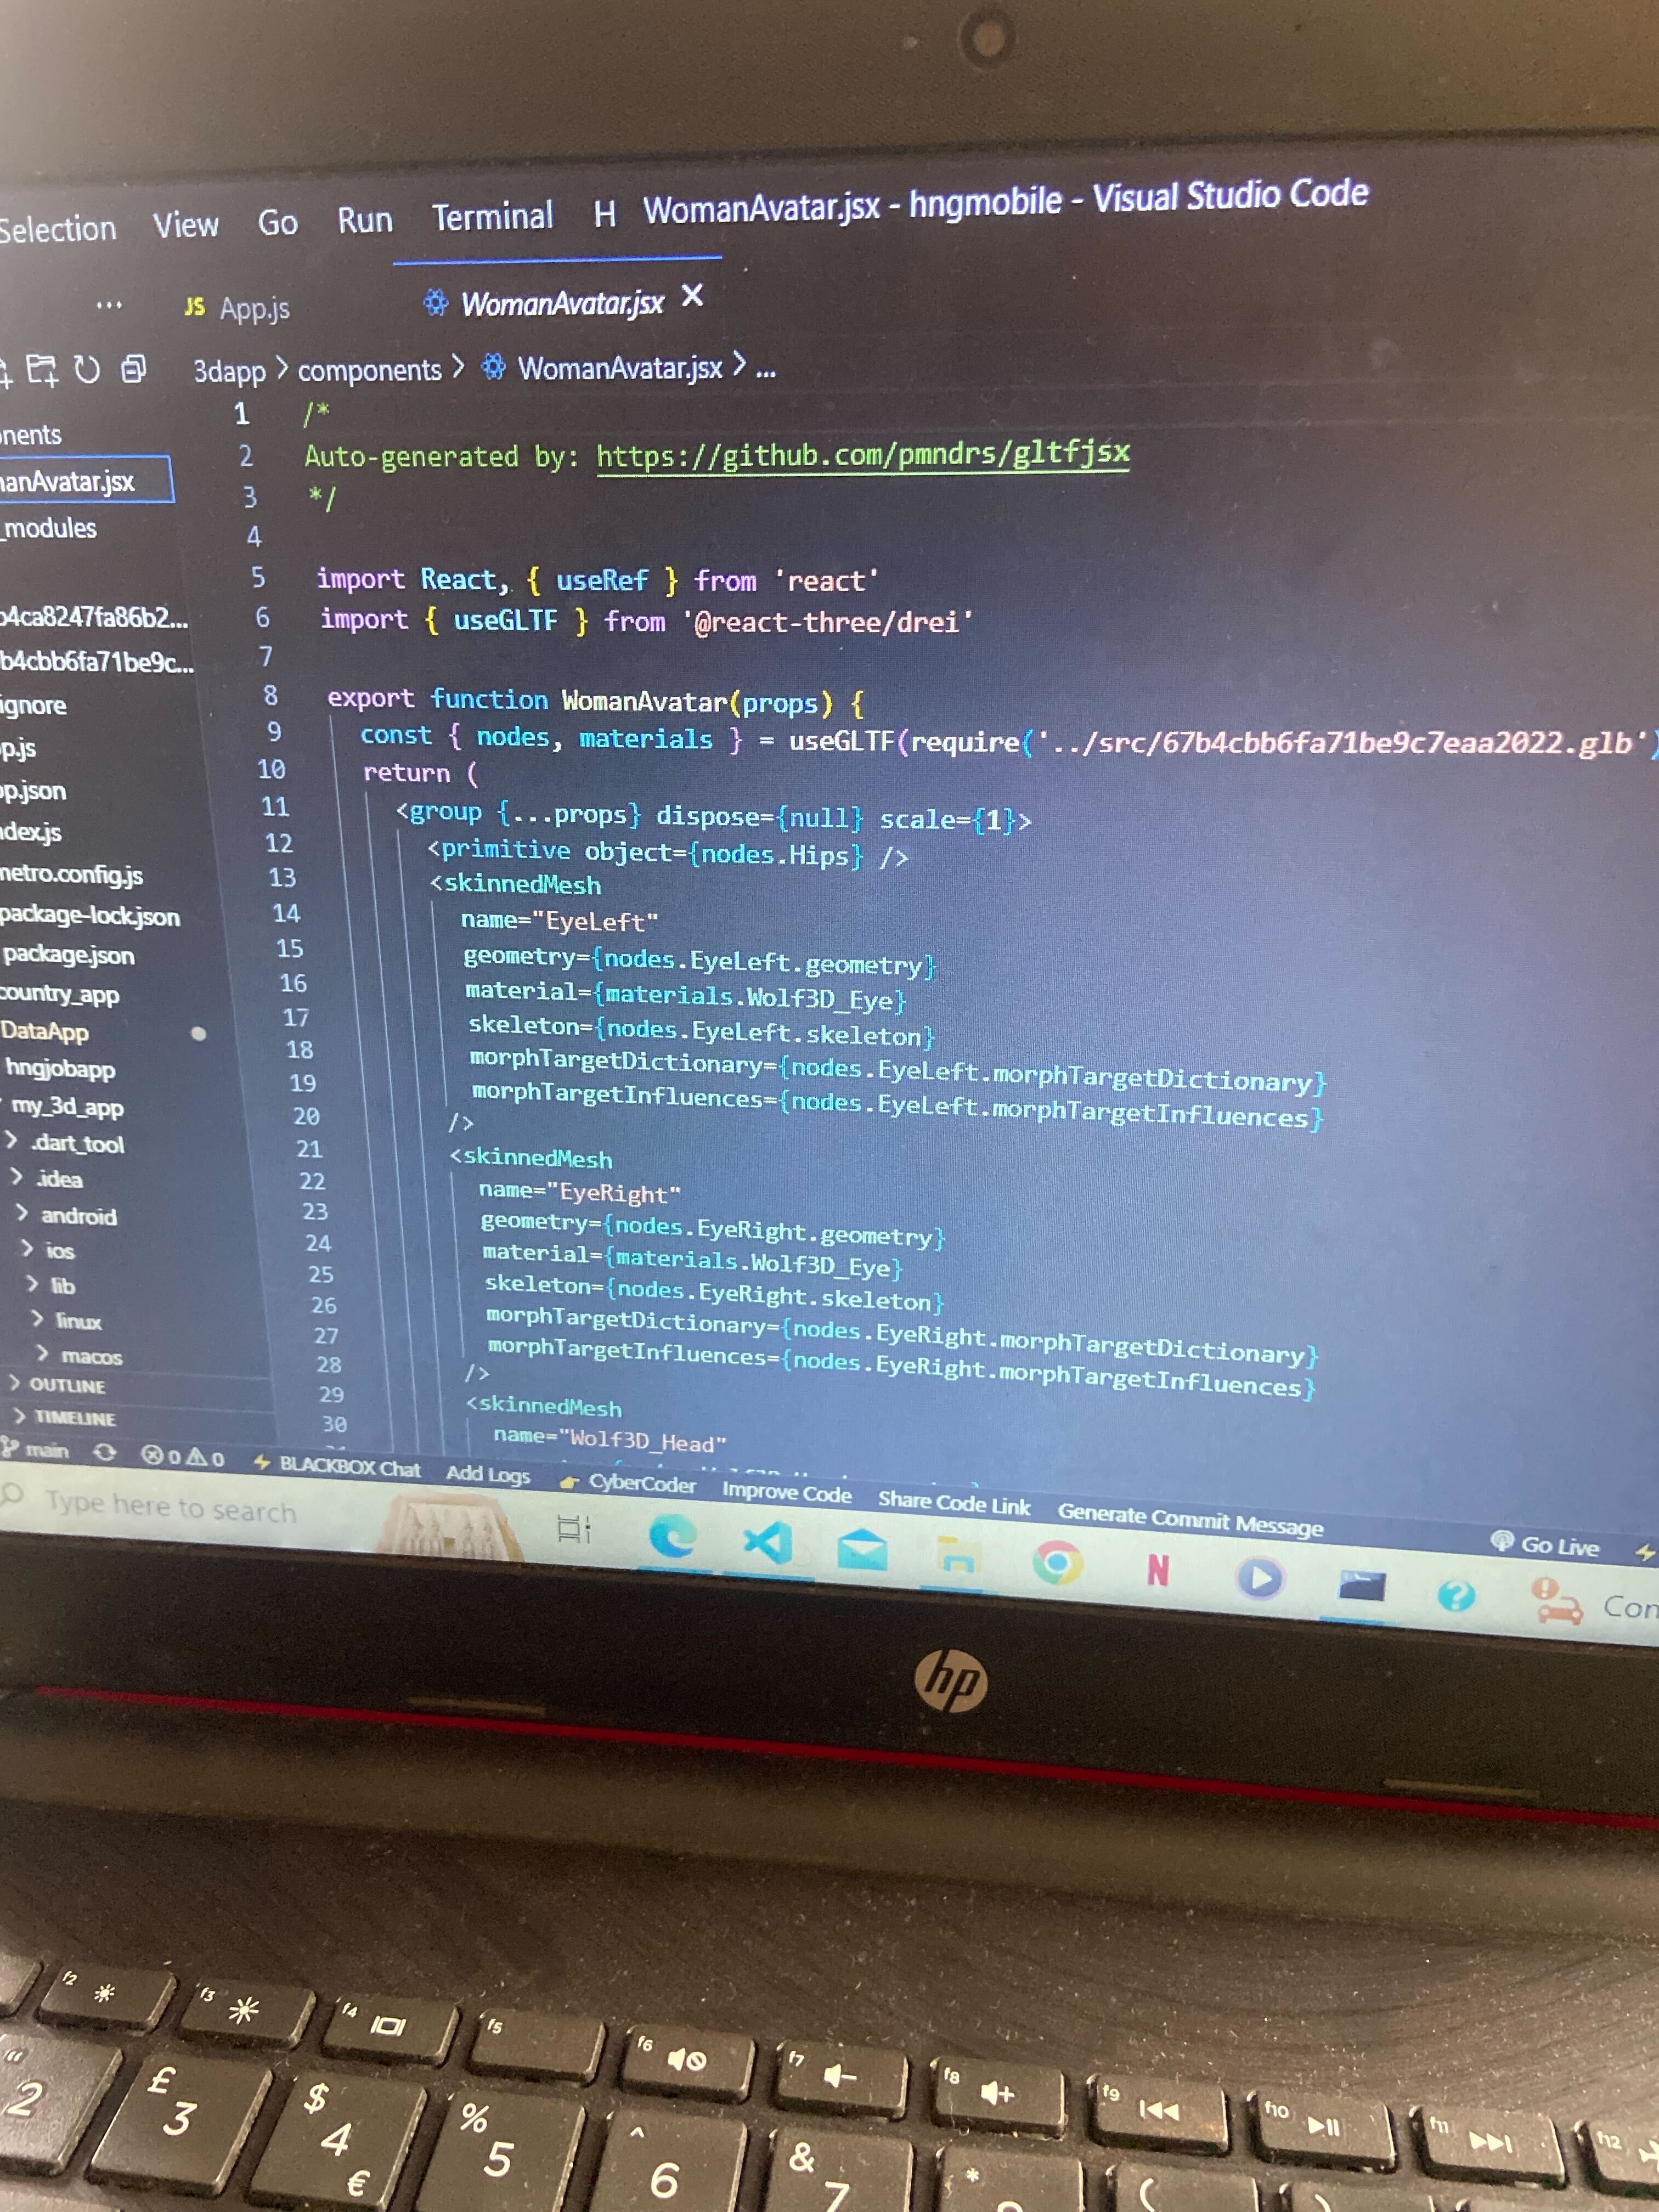 Selection View Go Run Terminal H WomanAvatar.jsx - hngmobile - Visual Studio Code
... JS App.js WomanAvatar.jsx ×
3dapp > components > WomanAvatar.jsx > ...
nents
anAvatar.jsx
_modules
b4ca8247fa86b2...
b4cbb6fa71be9c...
ignore
p.js
pp.json
dex.js
metro.config.js
package-lock.json
package.json
country_app
DataApp
hngjobapp
my_3d_app
> .dart_tool
> .idea
> android
> ios
> lib
> linux
> macos
> OUTLINE
> TIMELINE
1 /*
2 Auto-generated by: https://github.com/pmndrs/gltfjsx
3 */
4
5 import React, { useRef } from 'react'
6 import { useGLTF } from '@react-three/drei'
7
8 export function WomanAvatar(props) {
9 const { nodes, materials } = useGLTF(require('../src/67b4cbb6fa71be9c7eaa2022.glb')
10 return (
11 <group {...props} dispose={null} scale={1}>
12 <primitive object={nodes.Hips} />
13 <skinnedMesh
14 name="EyeLeft"
15 geometry={nodes.EyeLeft.geometry}
16 material={materials.Wolf3D_Eye}
17 skeleton={nodes.EyeLeft.skeleton}
18 morphTargetDictionary={nodes.EyeLeft.morphTargetDictionary}
19 morphTargetInfluences={nodes.EyeLeft.morphTargetInfluences}
20 />
21 <skinnedMesh
22 name="EyeRight"
23 geometry={nodes.EyeRight.geometry}
24 material={materials.Wolf3D_Eye}
25 skeleton={nodes.EyeRight.skeleton}
26 morphTargetDictionary={nodes.EyeRight.morphTargetDictionary}
27 morphTargetInfluences={nodes.EyeRight.morphTargetInfluences}
28 />
29 <skinnedMesh
30 name="Wolf3D_Head"
main 0 0 BLACKBOX Chat Add Logs CyberCoder Improve Code Share Code Link Generate Commit Message Go Live
Type here to search N ? Con
hp
f2 f3 f4 f5 f6 f7 f8 f9 f10 f11 f12
" £ $ % ^ & * ( )
2 3 4 € 5 6 7